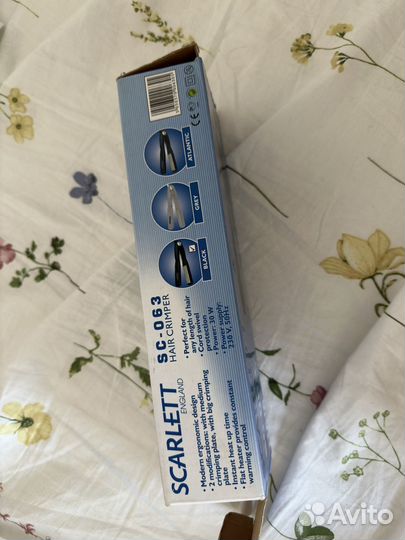 SCARLETT
ENGLAND
SC-063
HAIR CRIMPER
• Modern ergonomic design
• 2 modifications: with medium
crimping plate, with big crimping
plate
• Instant heat up time
• Flat heater provides constant
warming control
• Perfect for
any length of hair
• Cord swivel
protection
• Power: 30 W
• Power supply:
230 V, 50Hz
BLACK
GREY
ATLANTIC
CE
Avito